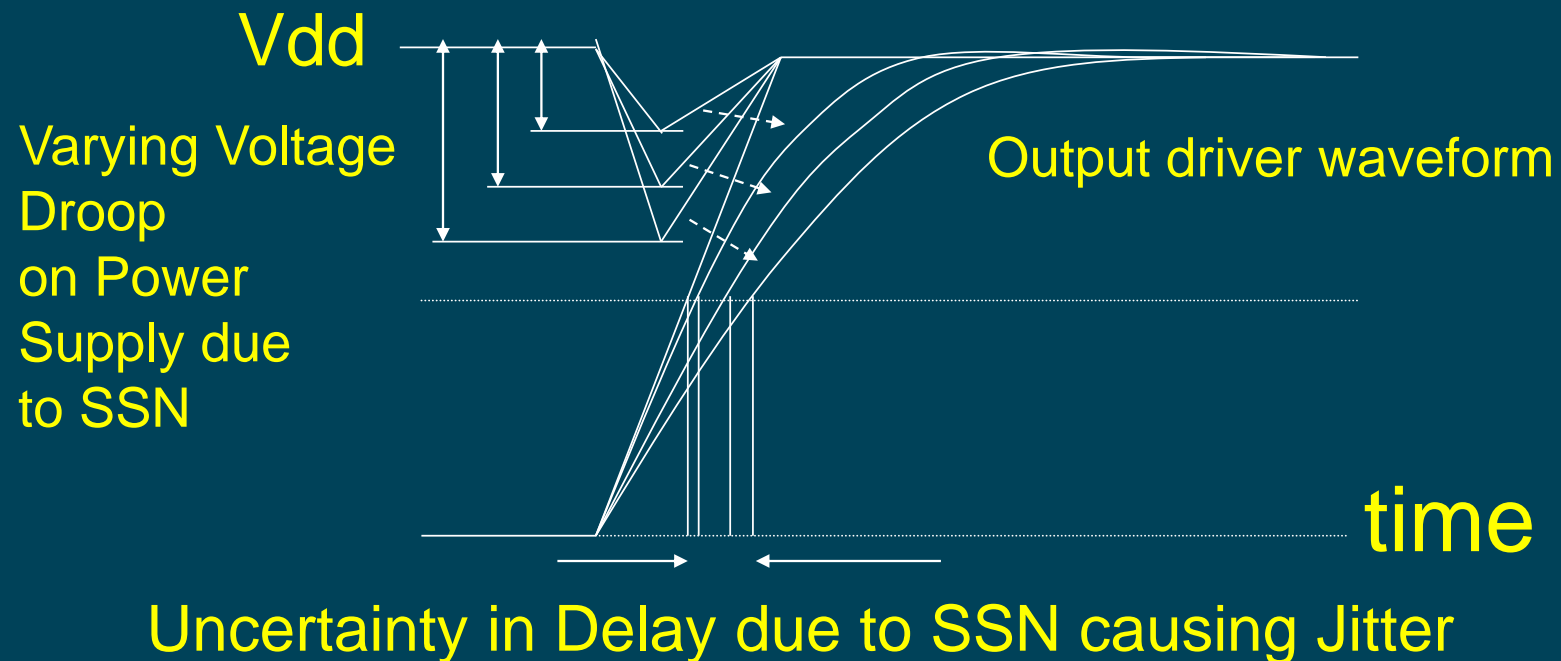 Vdd
Varying Voltage
Droop
on Power
Supply due
to SSN
Output driver waveform
time
Uncertainty in Delay due to SSN causing Jitter